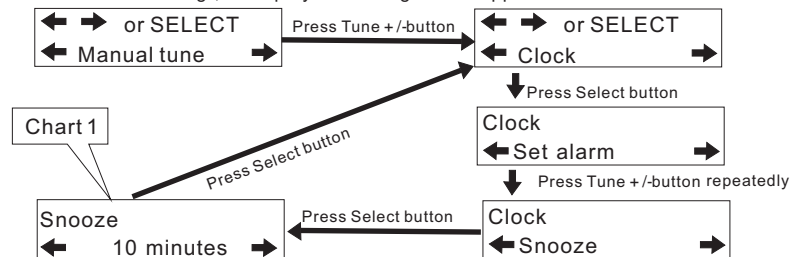 or SELECT
Manual tune
Press Tune +/-button
or SELECT
Clock
Press Select button
Clock
Set alarm
Press Tune +/-button repeatedly
Clock
Snooze
Press Select button
Snooze
10 minutes
Chart 1
Press Select button